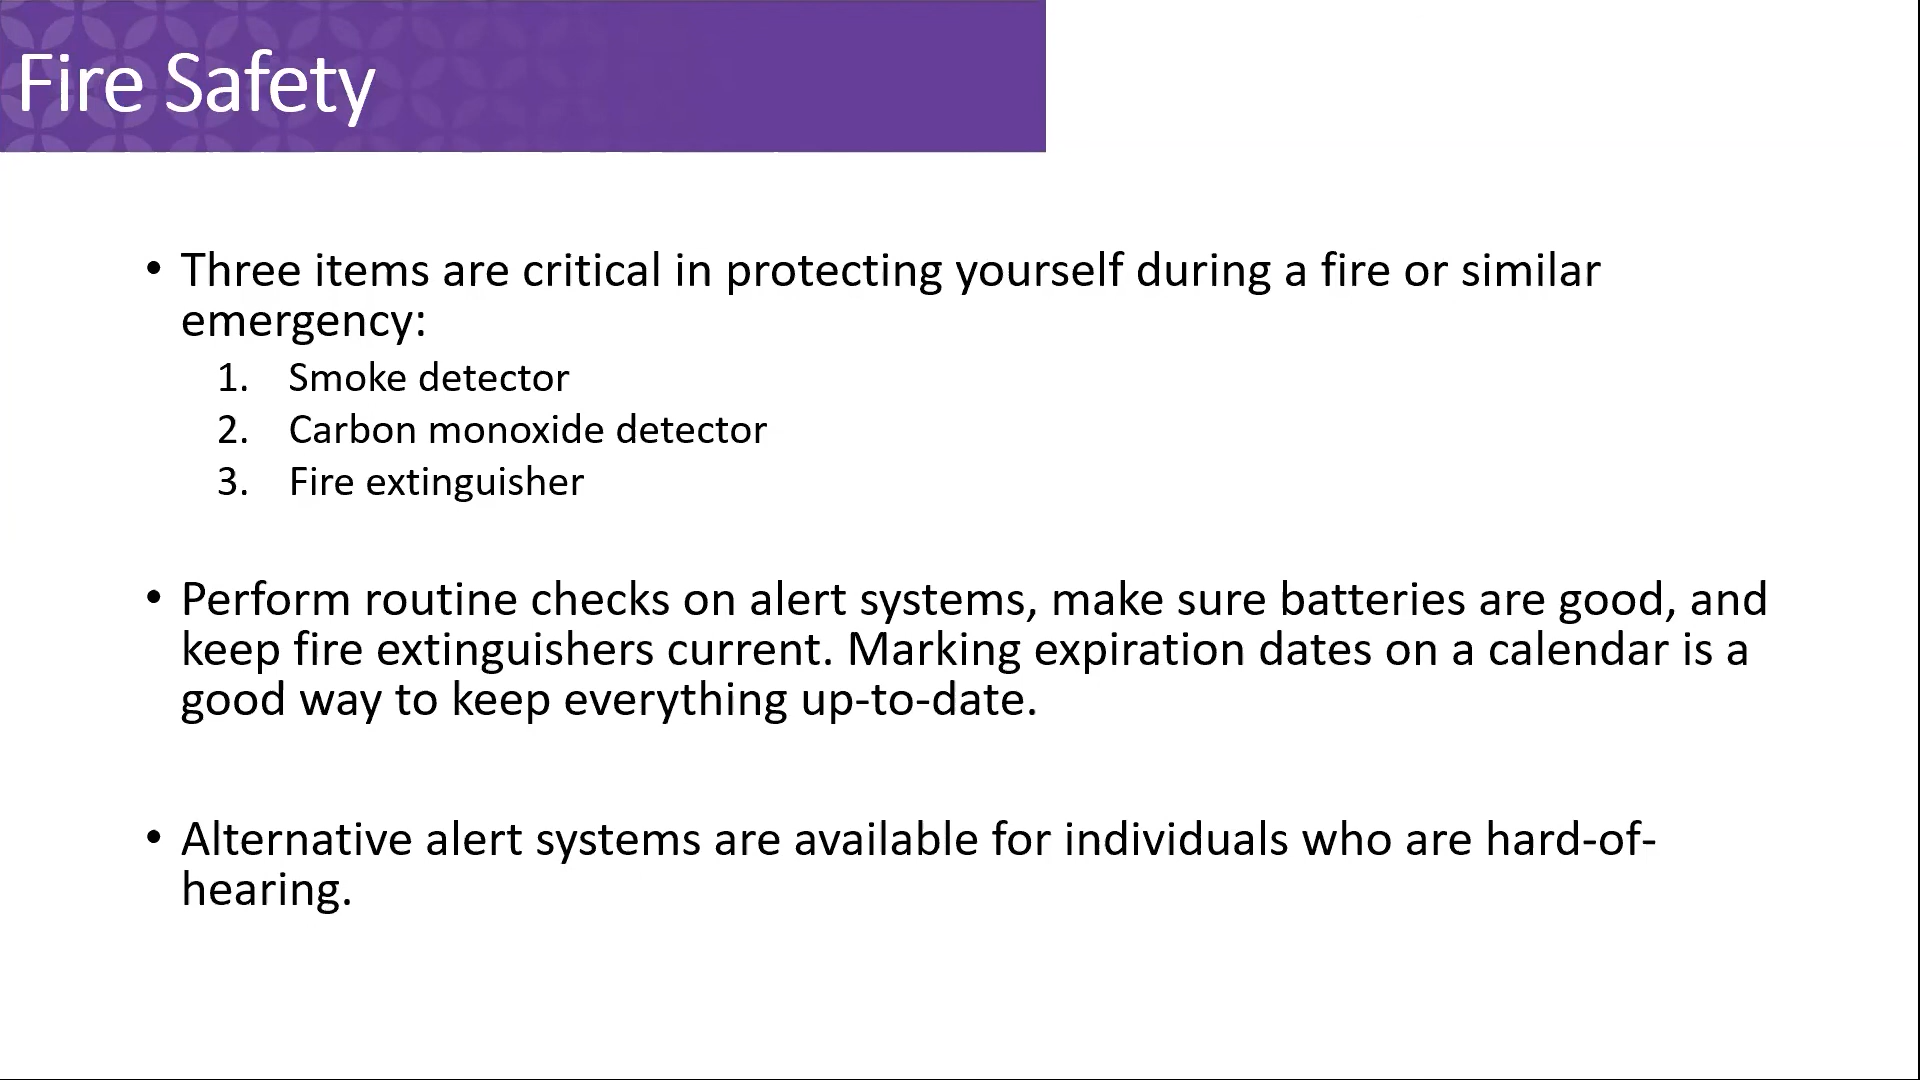 Fire Safety
• Three items are critical in protecting yourself during a fire or similar
emergency:
1. Smoke detector
2. Carbon monoxide detector
3. Fire extinguisher
• Perform routine checks on alert systems, make sure batteries are good, and
keep fire extinguishers current. Marking expiration dates on a calendar is a
good way to keep everything up-to-date.
• Alternative alert systems are available for individuals who are hard-of-
hearing.